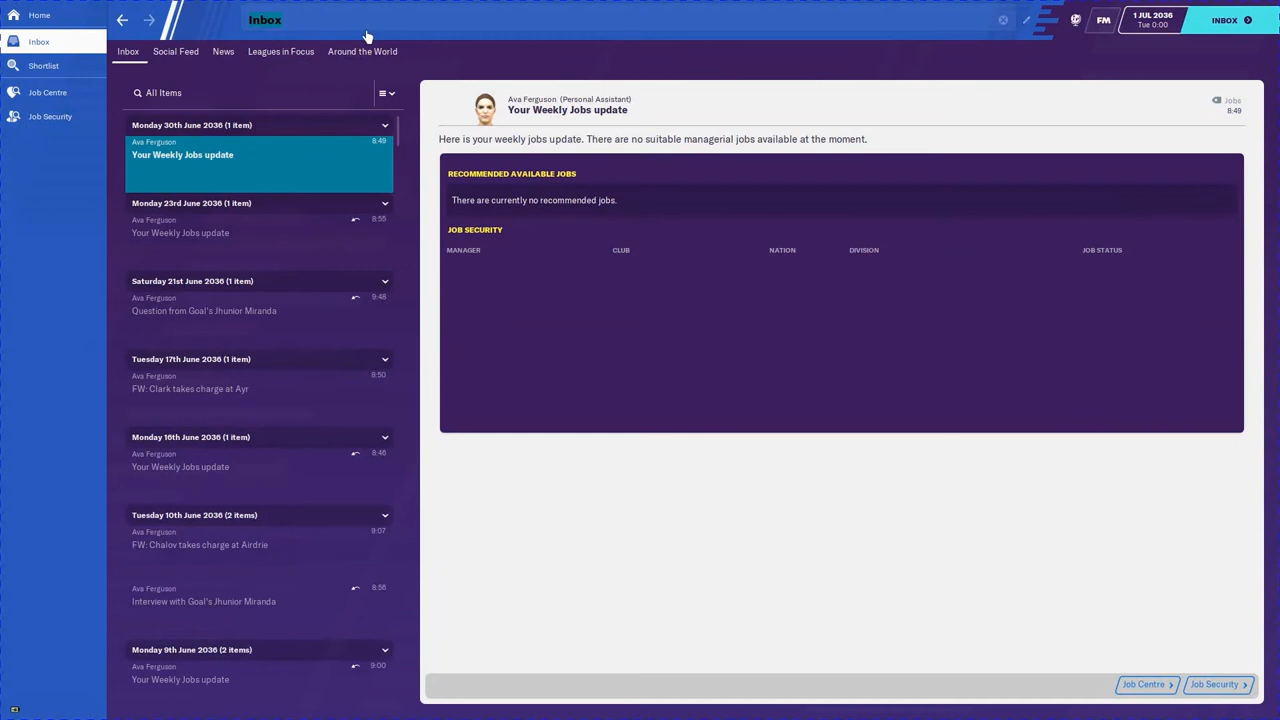 Home
Inbox
Shortlist
Job Centre
Job Security
Inbox
FM
1 JUL 2036
Tue 0:00
INBOX
Inbox
Social Feed
News
Leagues in Focus
Around the World
All Items
Monday 30th June 2036 (1 item)
Ava Ferguson
8:49
Your Weekly Jobs update
Monday 23rd June 2036 (1 item)
Ava Ferguson
8:55
Your Weekly Jobs update
Saturday 21st June 2036 (1 item)
Ava Ferguson
9:48
Question from Goal's Jhunior Miranda
Tuesday 17th June 2036 (1 item)
Ava Ferguson
8:50
FW: Clark takes charge at Ayr
Monday 16th June 2036 (1 item)
Ava Ferguson
8:46
Your Weekly Jobs update
Tuesday 10th June 2036 (2 items)
Ava Ferguson
9:07
FW: Chalov takes charge at Airdrie
Ava Ferguson
8:56
Interview with Goal's Jhunior Miranda
Monday 9th June 2036 (2 items)
Ava Ferguson
9:00
Your Weekly Jobs update
Ava Ferguson (Personal Assistant)
Your Weekly Jobs update
Jobs
8:49
Here is your weekly jobs update. There are no suitable managerial jobs available at the moment.
RECOMMENDED AVAILABLE JOBS
There are currently no recommended jobs.
JOB SECURITY
MANAGER CLUB NATION DIVISION JOB STATUS
Job Centre
Job Security